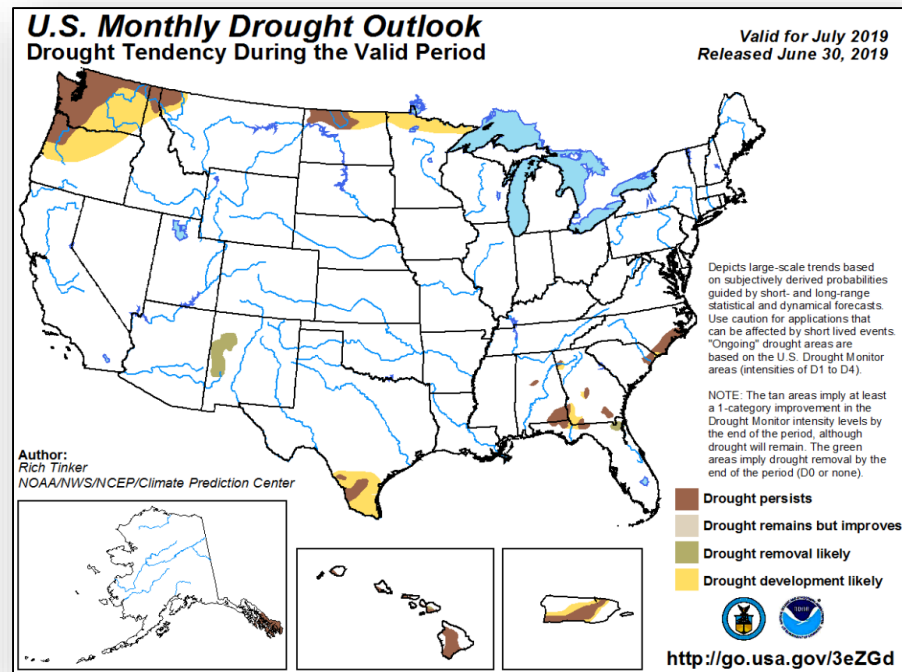 U.S. Monthly Drought Outlook
Drought Tendency During the Valid Period
Valid for July 2019
Released June 30, 2019
Depicts large-scale trends based
on subjectively derived probabilities
guided by short- and long-range
statistical and dynamical forecasts.
Use caution for applications that
can be affected by short lived events.
"Ongoing" drought areas are
based on the U.S. Drought Monitor
areas (intensities of D1 to D4).
NOTE: The tan areas imply at least
a 1-category improvement in the
Drought Monitor intensity levels by
the end of the period, although
drought will remain. The green
areas imply drought removal by the
end of the period (D0 or none).
Author:
Rich Tinker
NOAA/NWS/NCEP/Climate Prediction Center
Drought persists
Drought remains but improves
Drought removal likely
Drought development likely
http://go.usa.gov/3eZGd